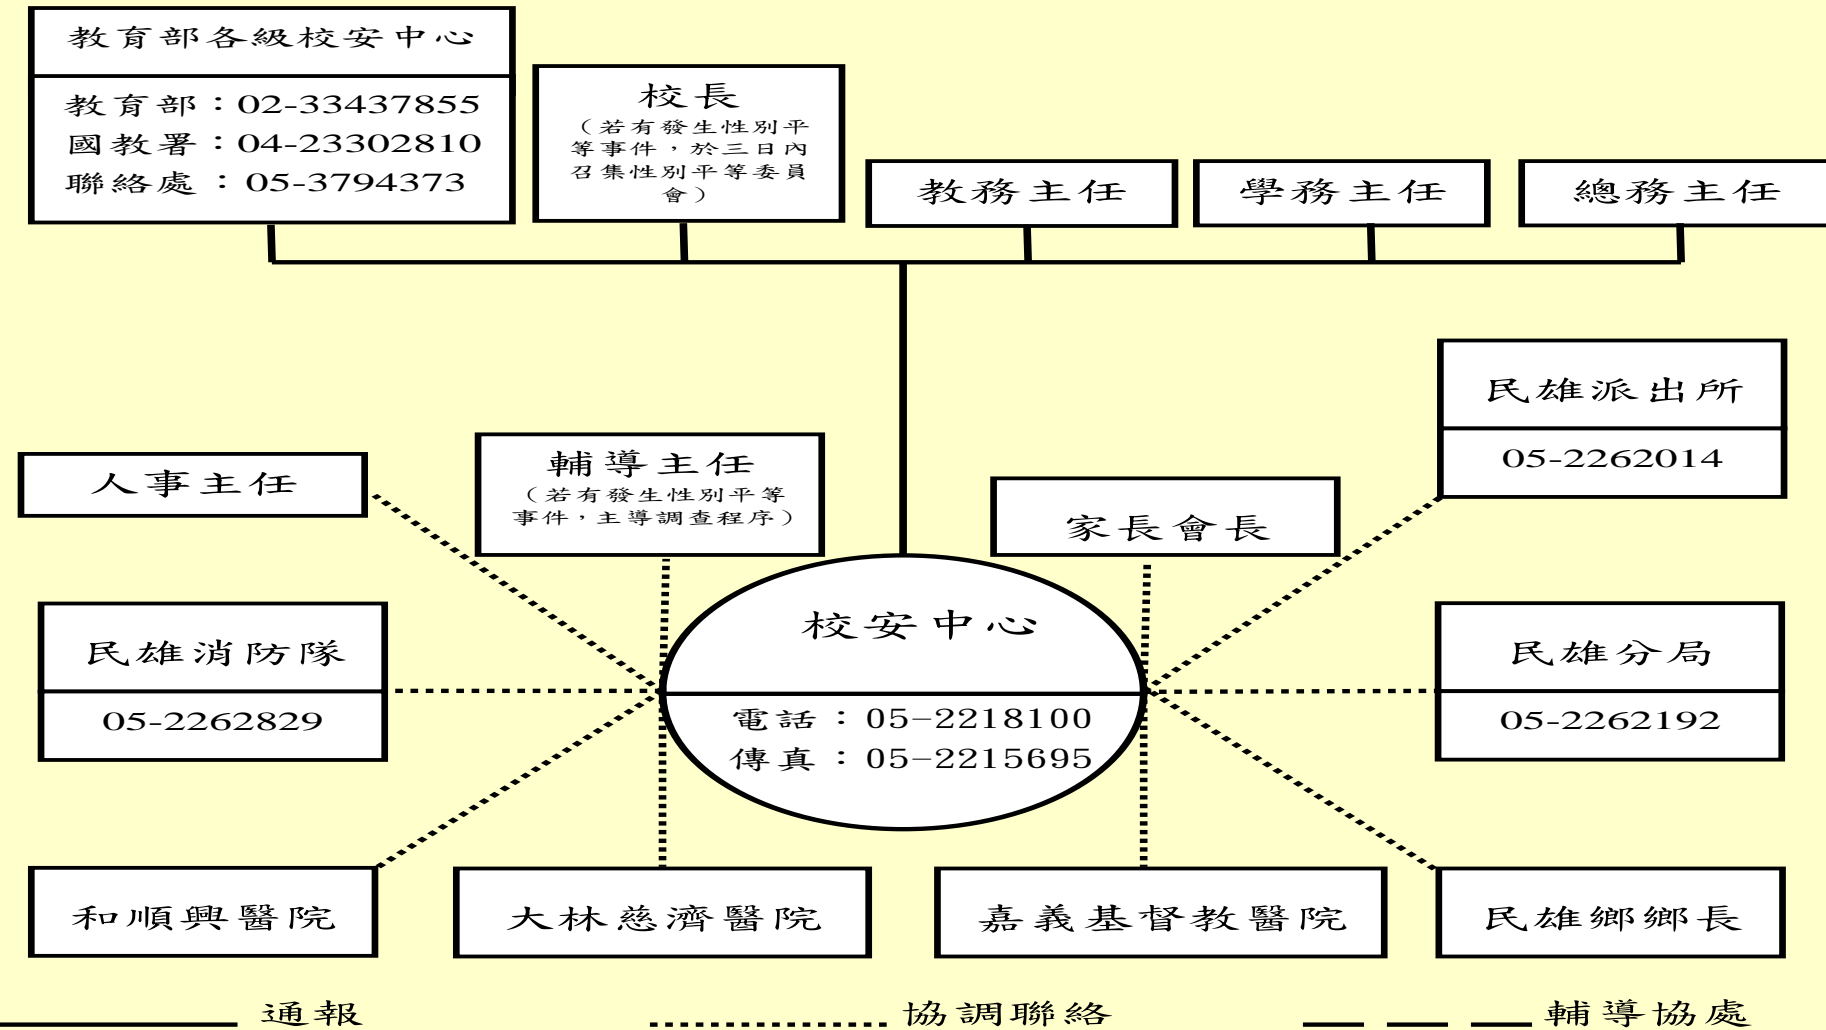 教育部各級校安中心
教育部：02-33437855
國教署：04-23302810
聯絡處：05-3794373
校長
（若有發生性別平
等事件，於三日內
召集性別平等委員
會）
教務主任
學務主任
總務主任
民雄派出所
05-2262014
人事主任
輔導主任
（若有發生性別平等
事件，主導調查程序）
家長會長
民雄消防隊
05-2262829
校安中心
電話：05-2218100
傳真：05-2215695
民雄分局
05-2262192
和順興醫院
大林慈濟醫院
嘉義基督教醫院
民雄鄉鄉長
通報
協調聯絡
輔導協處